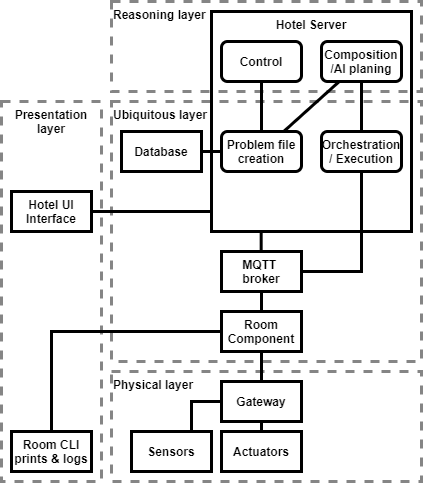 Reasoning layer
Hotel Server
Control
Composition
/AI planing
Presentation
layer
Ubiquitous layer
Database
Problem file
creation
Orchestration
/ Execution
Hotel UI
Interface
MQTT
broker
Room
Component
Physical layer
Gateway
Room CLI
prints & logs
Sensors
Actuators